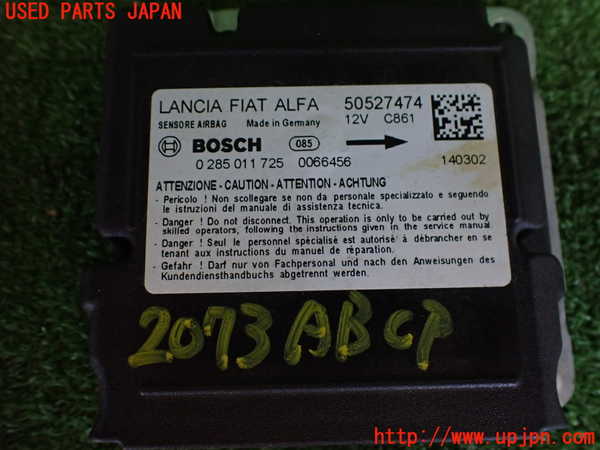 USED PARTS JAPAN
LANCIA FIAT ALFA 50527474
SENSORE AIRBAG Made in Germany 12V C861
BOSCH 085
0 285 011 725 0066456 140302
ATTENZIONE - CAUTION - ATTENTION - ACHTUNG
- Pericolo ! Non scollegare se non da personale specializzato e seguendo
le istruzioni del manuale di assistenza tecnica.
- Danger ! Do not disconnect. This operation is only to be carried out by
skilled operators, following the instructions given in the service manual
- Danger ! Seul le personnel spécialisé est autorisé à débrancher en se
tenant aux instructions du manuel de réparation.
- Gefahr ! Darf nur von Fachpersonal und nach den Anweisungen des
Kundendiensthandbuchs abgetrennt werden.
2073ABCP
UPJ http://www.upjpn.com/